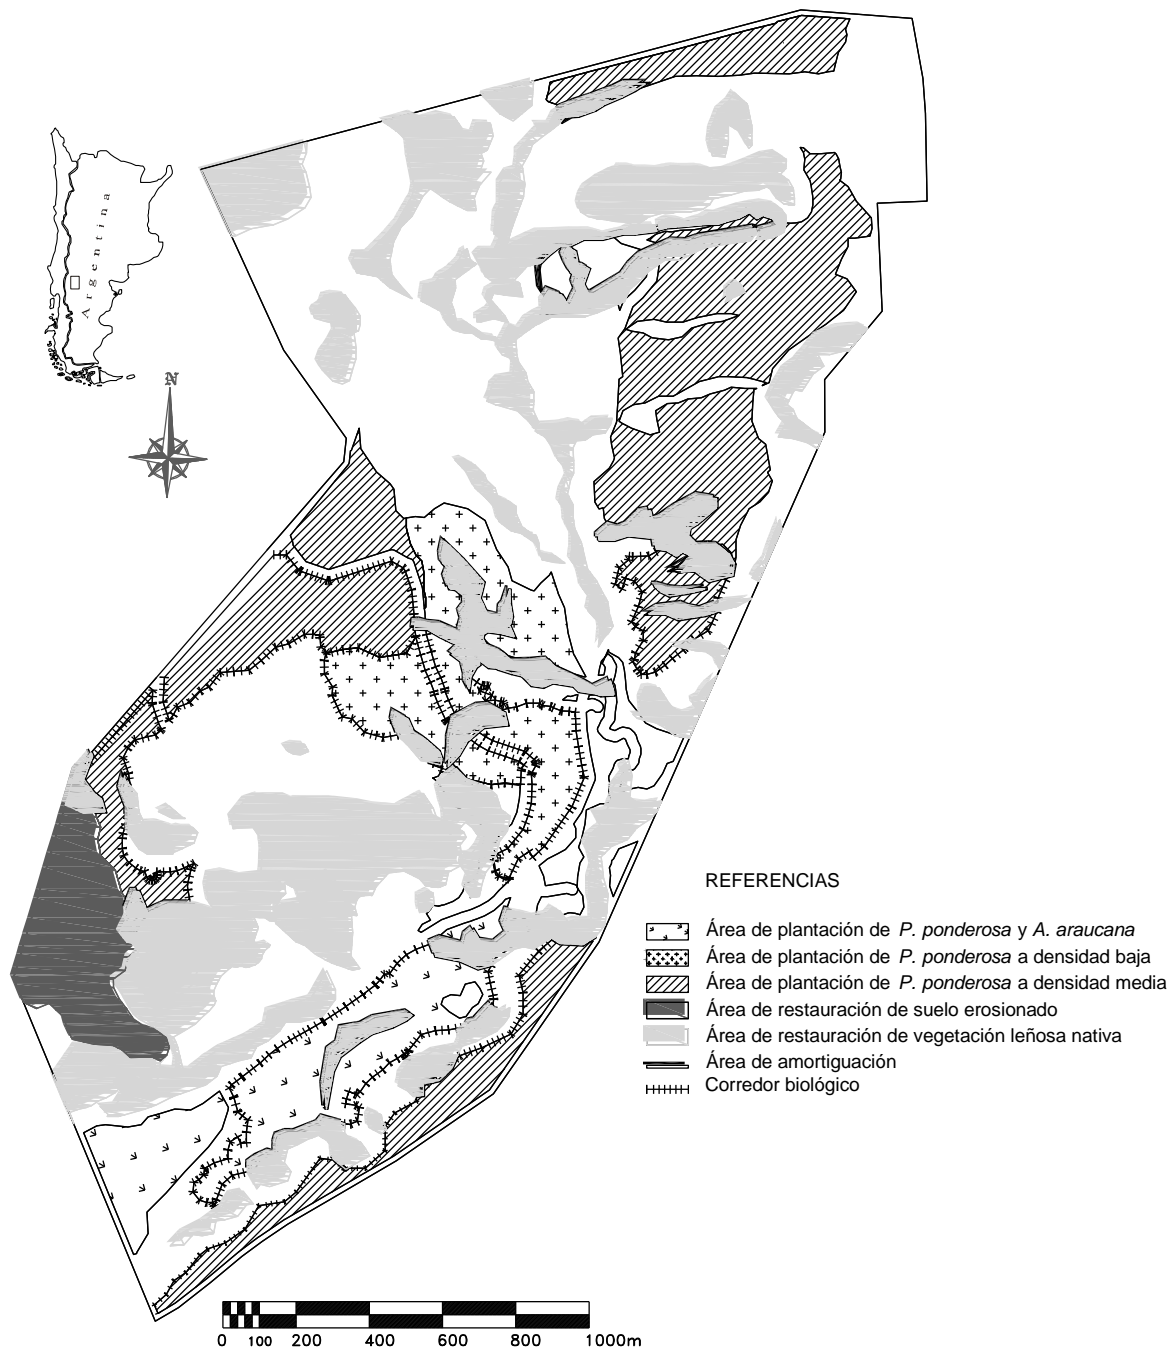 Argentina
N
REFERENCIAS
Área de plantación de P. ponderosa y A. araucana
Área de plantación de P. ponderosa a densidad baja
Área de plantación de P. ponderosa a densidad media
Área de restauración de suelo erosionado
Área de restauración de vegetación leñosa nativa
Área de amortiguación
Corredor biológico
0 100 200 400 600 800 1000m